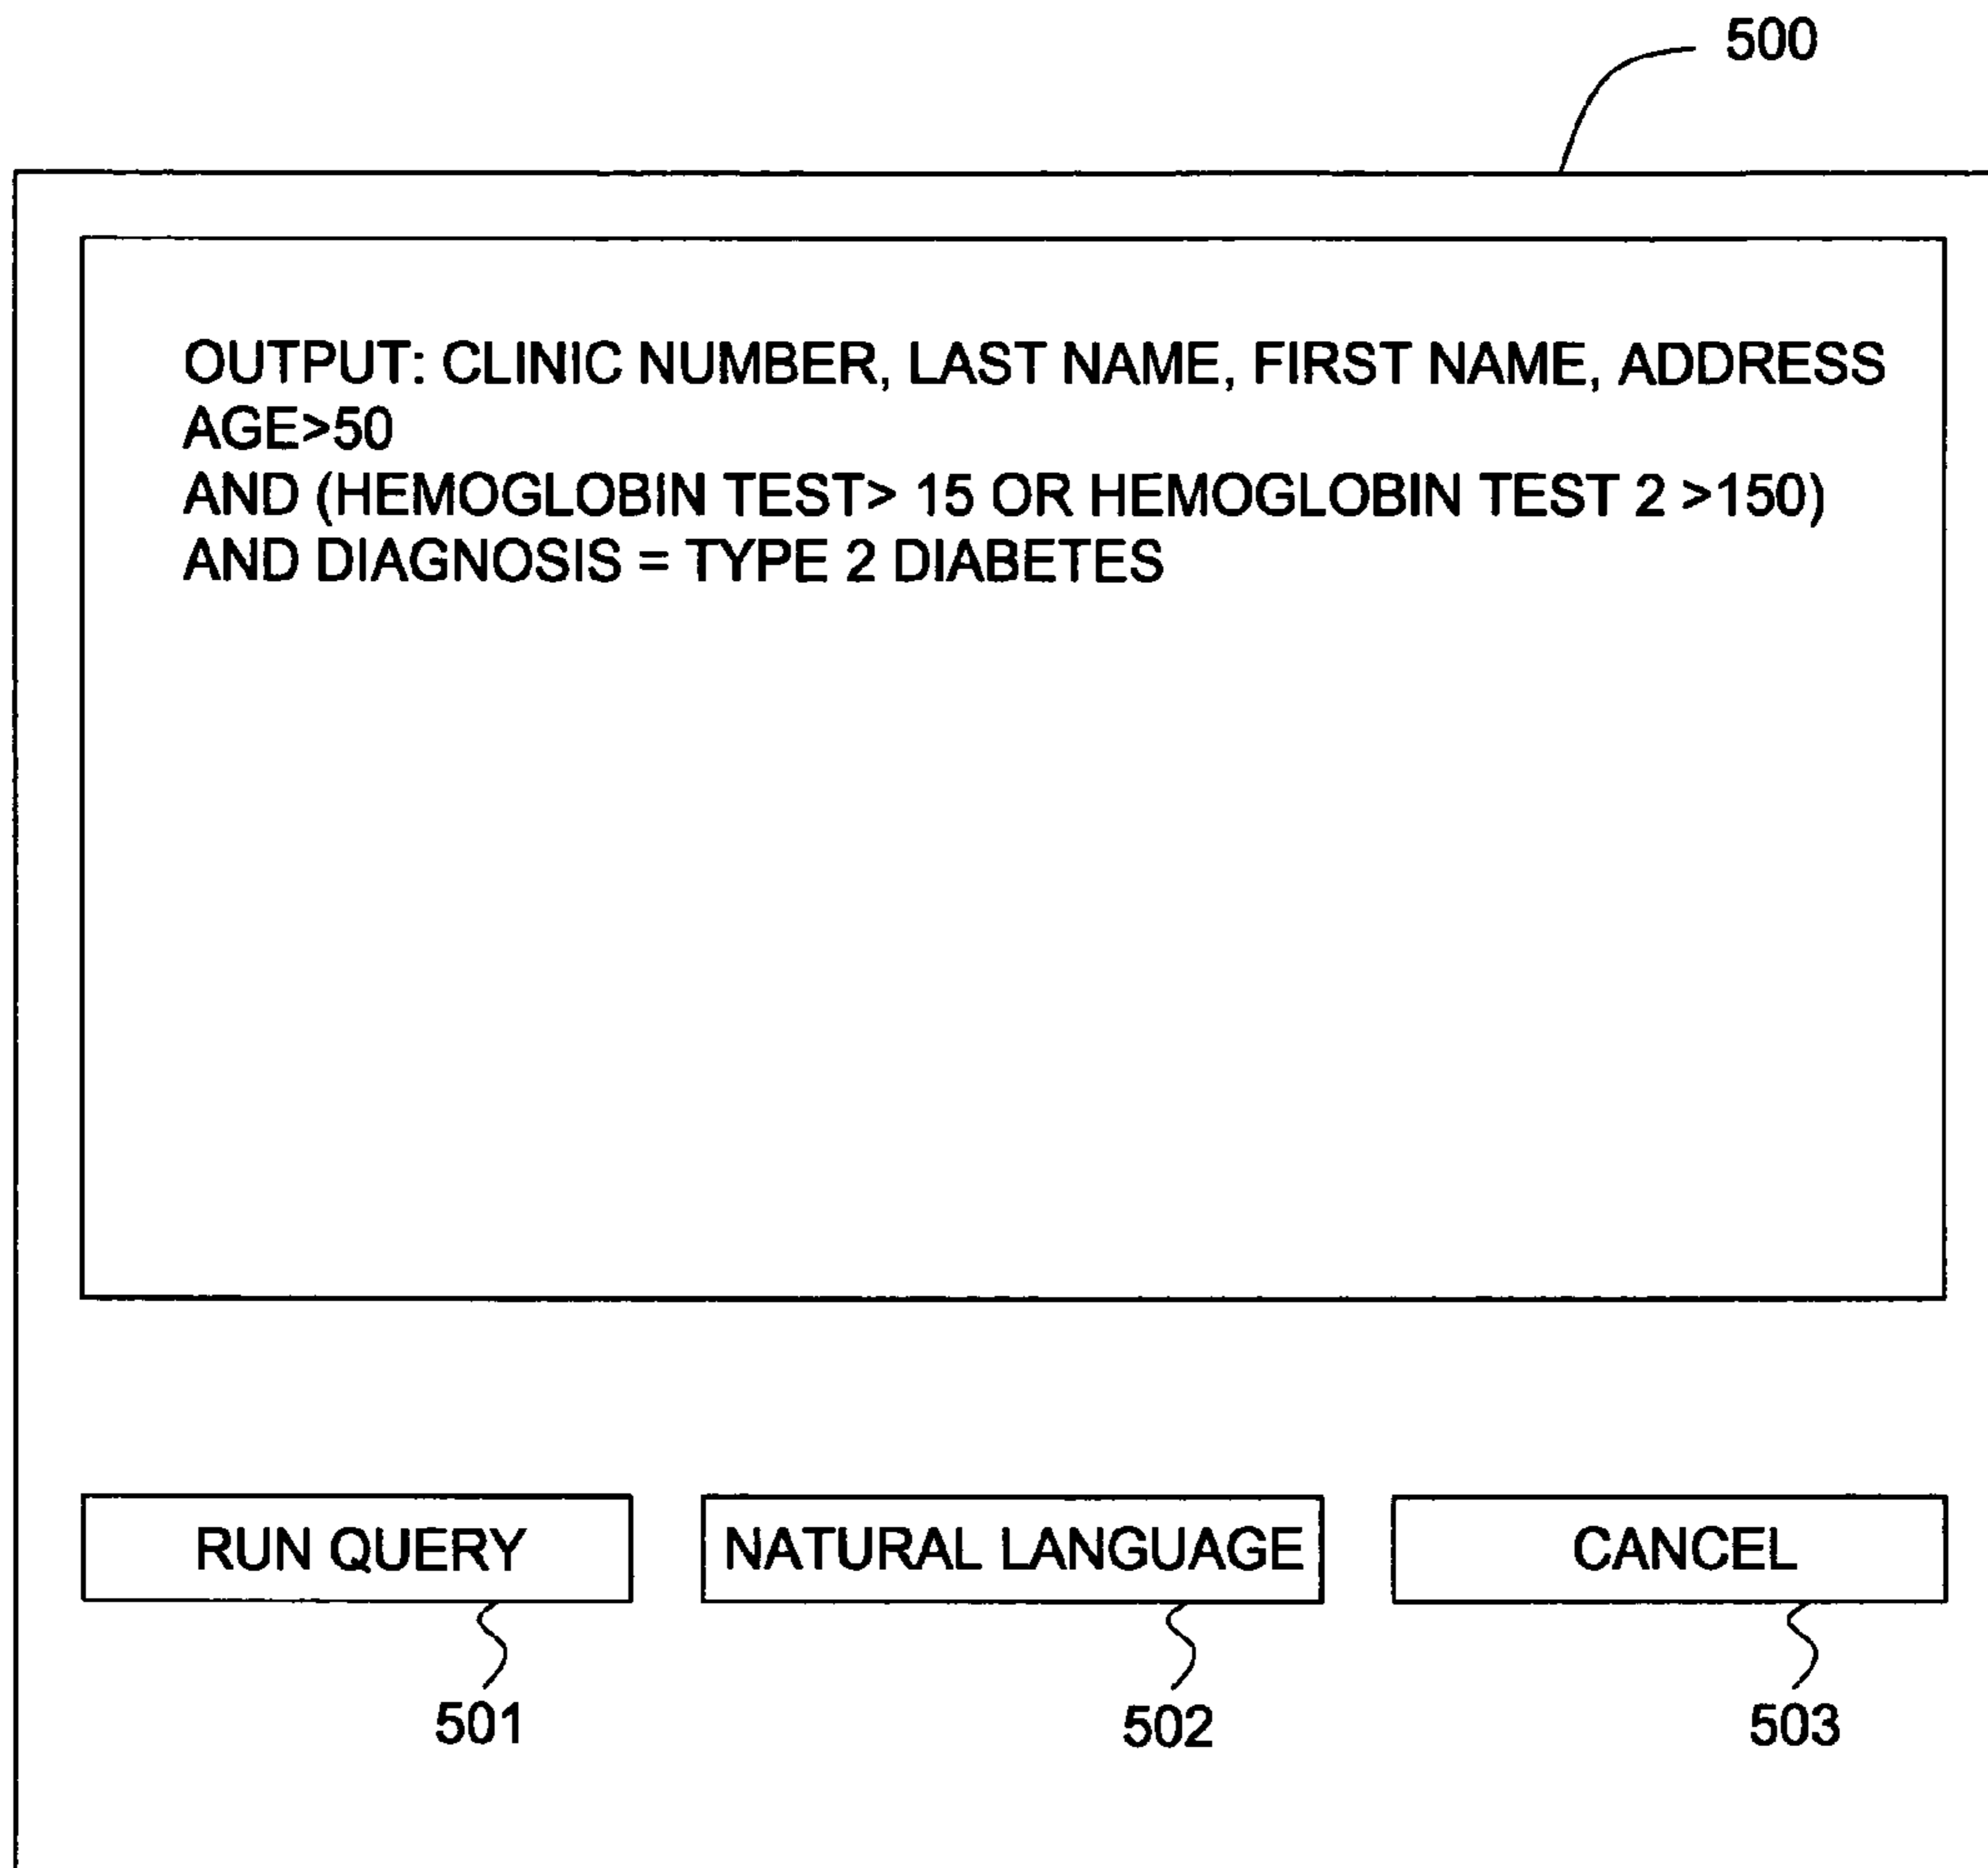 500
OUTPUT: CLINIC NUMBER, LAST NAME, FIRST NAME, ADDRESS
AGE>50
AND (HEMOGLOBIN TEST> 15 OR HEMOGLOBIN TEST 2 >150)
AND DIAGNOSIS = TYPE 2 DIABETES
RUN QUERY
NATURAL LANGUAGE
CANCEL
501
502
503